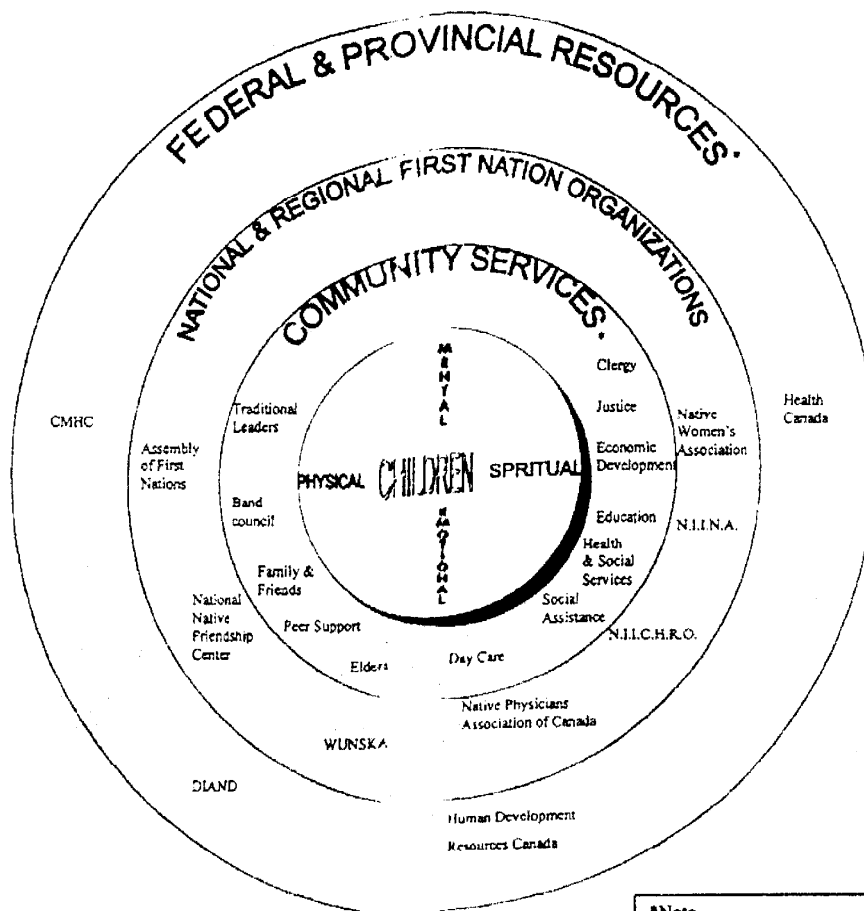 FEDERAL & PROVINCIAL RESOURCES*
NATIONAL & REGIONAL FIRST NATION ORGANIZATIONS
COMMUNITY SERVICES*
MENTAL
Clergy
Justice
Traditional
Leaders
Native
Women's
Association
Health
Canada
CMHC
Assembly
of First
Nations
Economic
Development
PHYSICAL
CHILDREN
SPRITUAL
Band
council
EMOTIONAL
Education
N.I.I.N.A.
Health
& Social
Services
Family &
Friends
National
Native
Friendship
Center
Social
Assistance
Peer Support
N.I.I.C.H.R.O.
Elders
Day Care
Native Physicians
Association of Canada
WUNSKA
DIAND
Human Development
Resources Canada
*Note